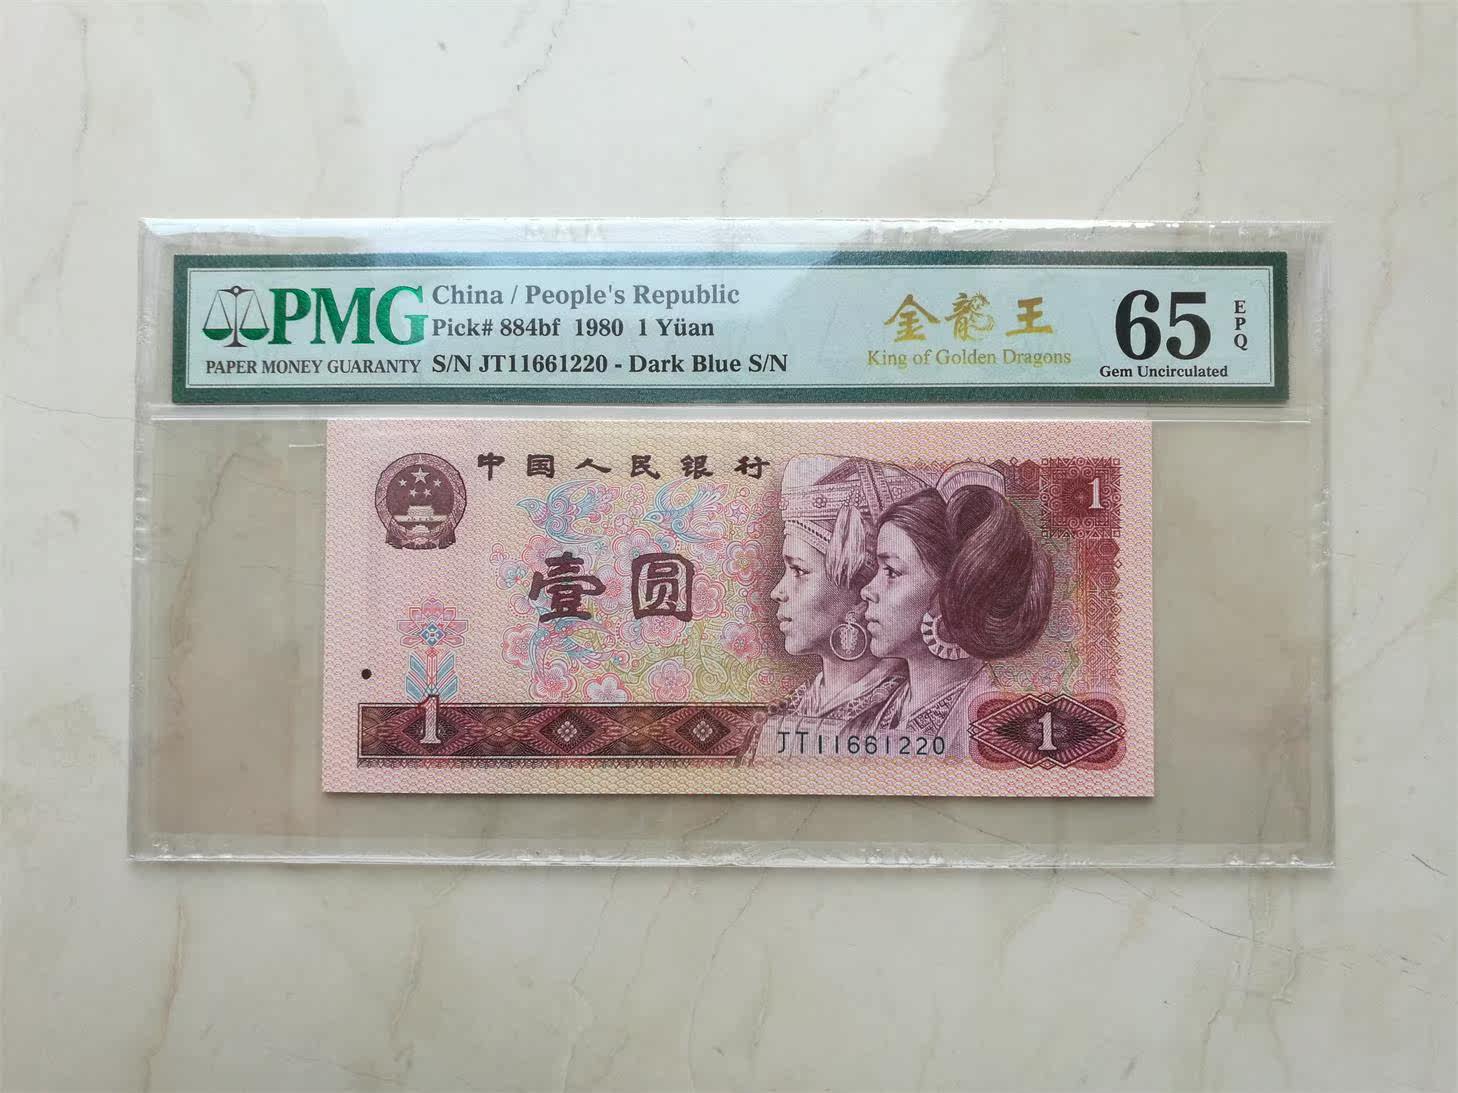 PMG
PAPER MONEY GUARANTY
China / People's Republic
Pick# 884bf 1980 1 Yüan
S/N JT11661220 - Dark Blue S/N
金龍王
King of Golden Dragons
65
EPQ
Gem Uncirculated
中国人民银行
1
壹圆
1
JT11661220
1